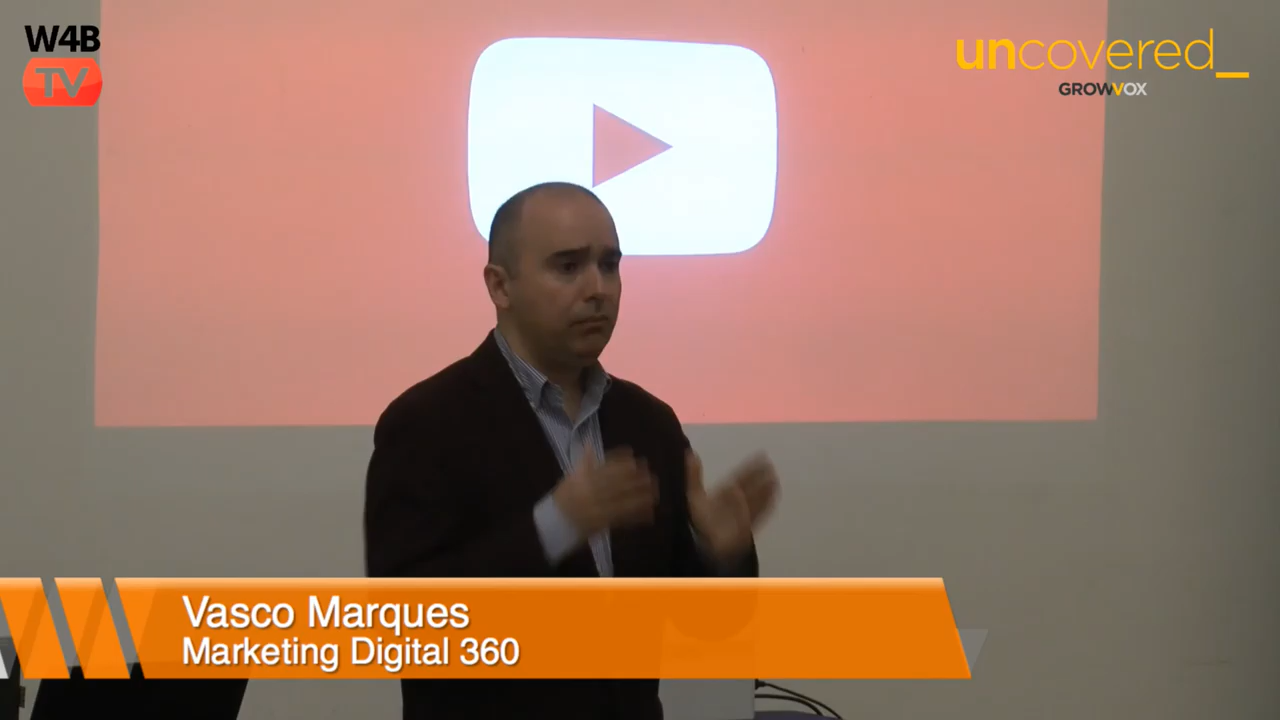 W4B
TV
uncovered_
GROWVOX
Vasco Marques
Marketing Digital 360